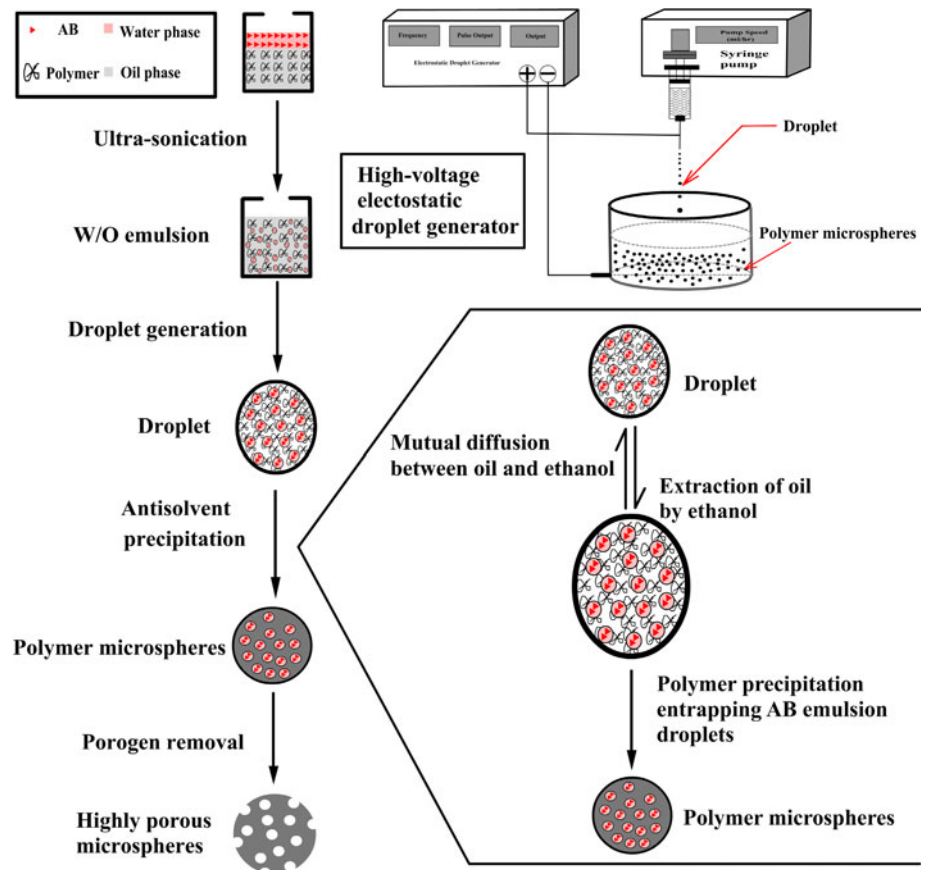 AB
Water phase
Polymer
Oil phase
Ultra-sonication
W/O emulsion
Droplet generation
Droplet
Antisolvent
precipitation
Polymer microspheres
Porogen removal
Highly porous
microspheres
Frequency
Pulse Output
Output
Electrostatic Droplet Generator
+
−
Pump Speed
(ml/hr)
Syringe
pump
Droplet
High-voltage
electostatic
droplet generator
Polymer microspheres
Droplet
Mutual diffusion
between oil and ethanol
Extraction of oil
by ethanol
Polymer precipitation
entrapping AB emulsion
droplets
Polymer microspheres